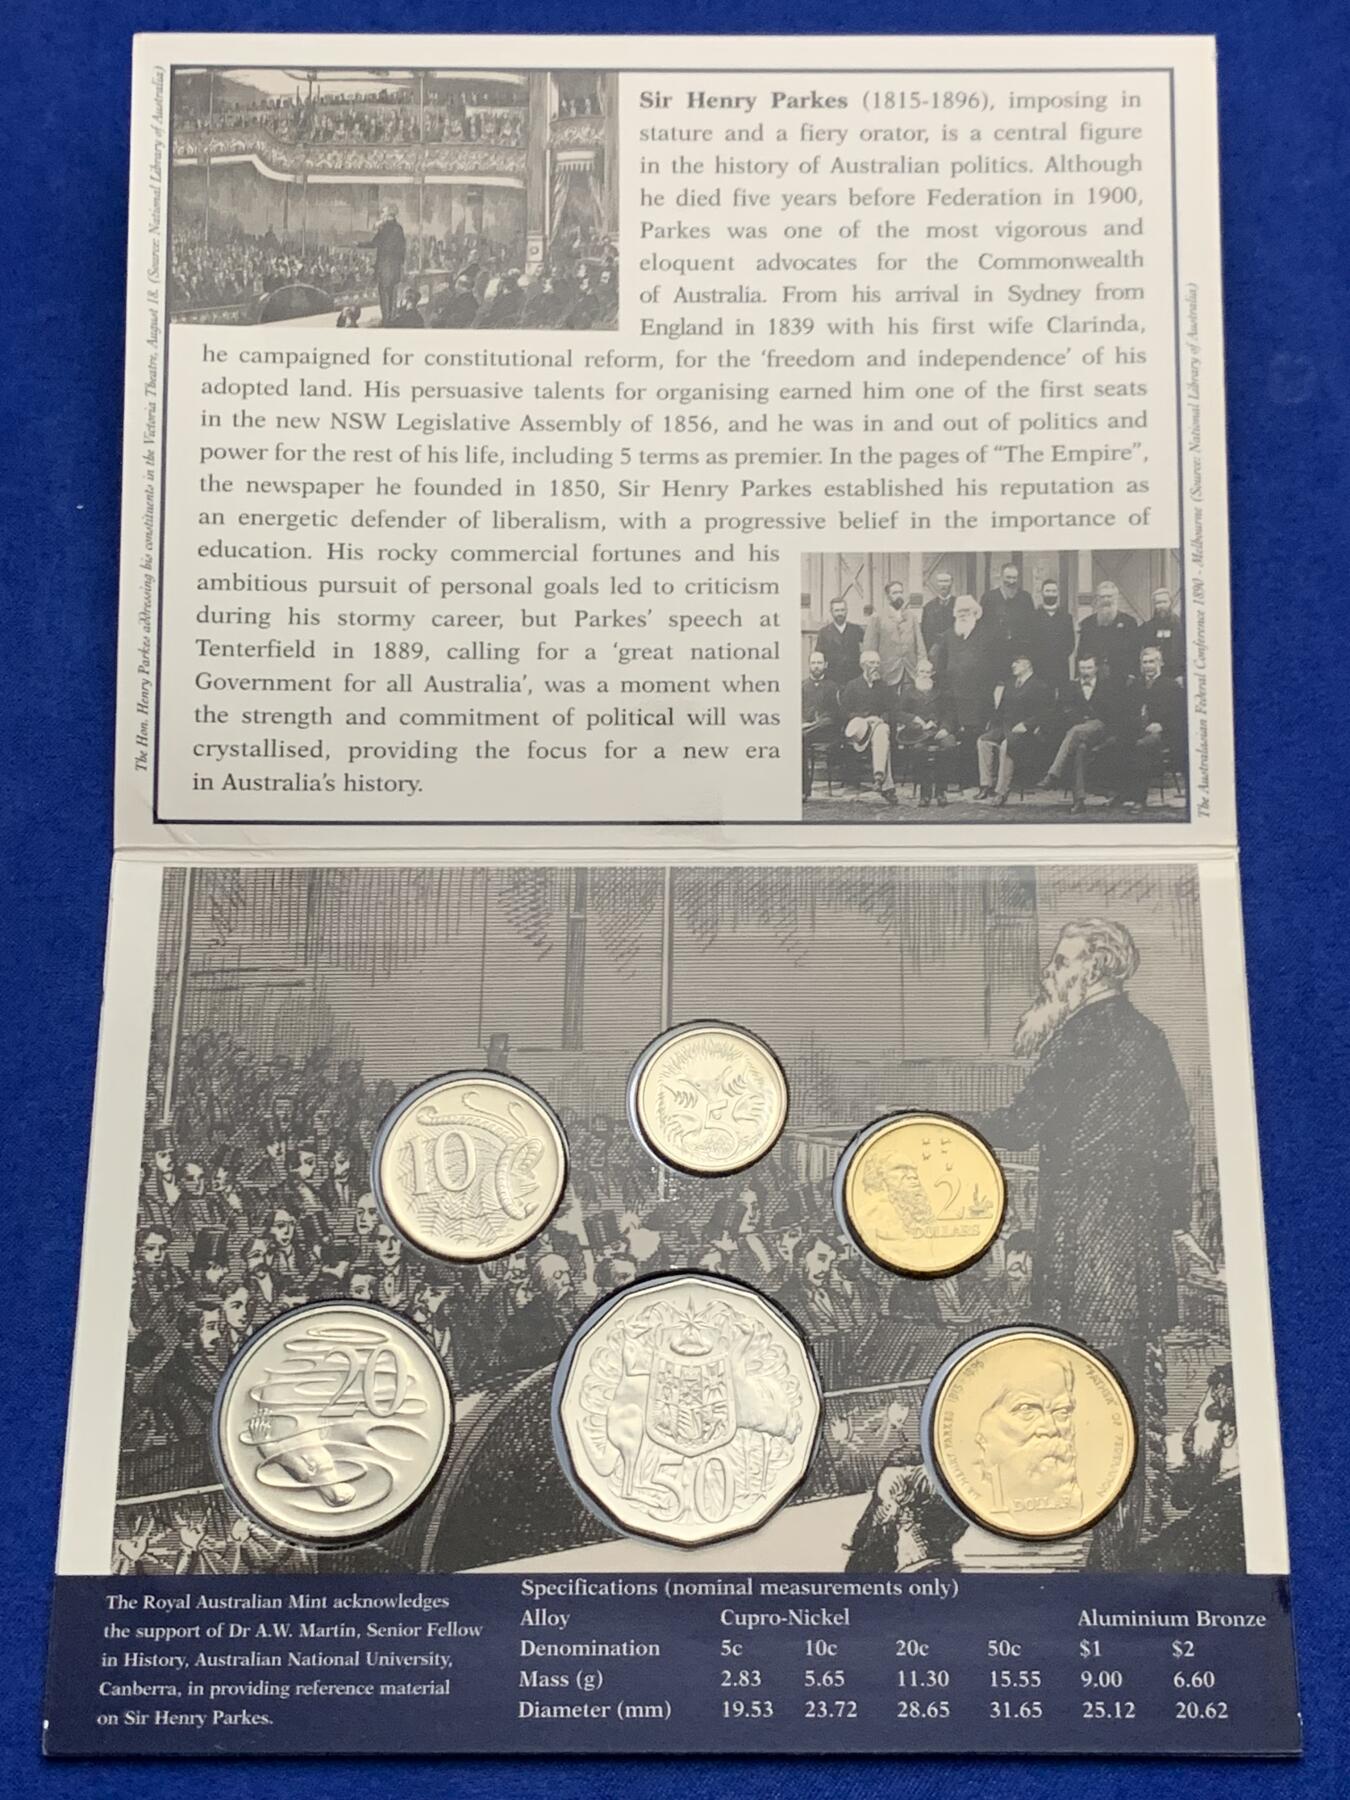 The Hon. Henry Parkes addressing his constituents in the Victoria Theatre, August 18. (Source: National Library of Australia)
Sir Henry Parkes (1815-1896), imposing in
stature and a fiery orator, is a central figure
in the history of Australian politics. Although
he died five years before Federation in 1900,
Parkes was one of the most vigorous and
eloquent advocates for the Commonwealth
of Australia. From his arrival in Sydney from
England in 1839 with his first wife Clarinda,
he campaigned for constitutional reform, for the ‘freedom and independence’ of his
adopted land. His persuasive talents for organising earned him one of the first seats
in the new NSW Legislative Assembly of 1856, and he was in and out of politics and
power for the rest of his life, including 5 terms as premier. In the pages of “The Empire”,
the newspaper he founded in 1850, Sir Henry Parkes established his reputation as
an energetic defender of liberalism, with a progressive belief in the importance of
education. His rocky commercial fortunes and his
ambitious pursuit of personal goals led to criticism
during his stormy career, but Parkes’ speech at
Tenterfield in 1889, calling for a ‘great national
Government for all Australia’, was a moment when
the strength and commitment of political will was
crystallised, providing the focus for a new era
in Australia’s history.
The Australasian Federal Conference 1890 - Melbourne (Source: National Library of Australia)
5
10
2
DOLLARS
20
50
SIR HENRY PARKES 1815-1896
"FATHER" OF FEDERATION
1
DOLLAR
The Royal Australian Mint acknowledges
the support of Dr A.W. Martin, Senior Fellow
in History, Australian National University,
Canberra, in providing reference material
on Sir Henry Parkes.
Specifications (nominal measurements only)
Alloy Cupro-Nickel Aluminium Bronze
Denomination 5c 10c 20c 50c $1 $2
Mass (g) 2.83 5.65 11.30 15.55 9.00 6.60
Diameter (mm) 19.53 23.72 28.65 31.65 25.12 20.62